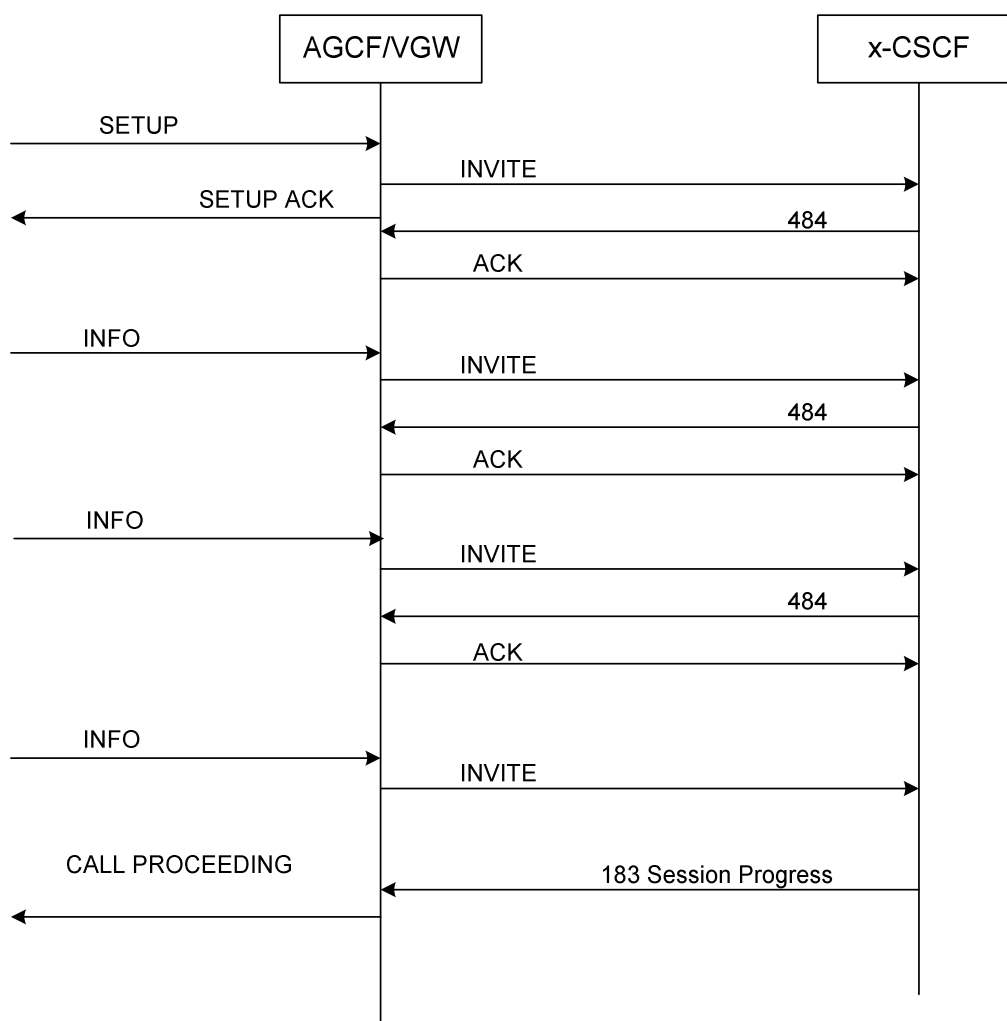 AGCF/VGW
x-CSCF
SETUP
INVITE
SETUP ACK
484
ACK
INFO
INVITE
484
ACK
INFO
INVITE
484
ACK
INFO
INVITE
CALL PROCEEDING
183 Session Progress